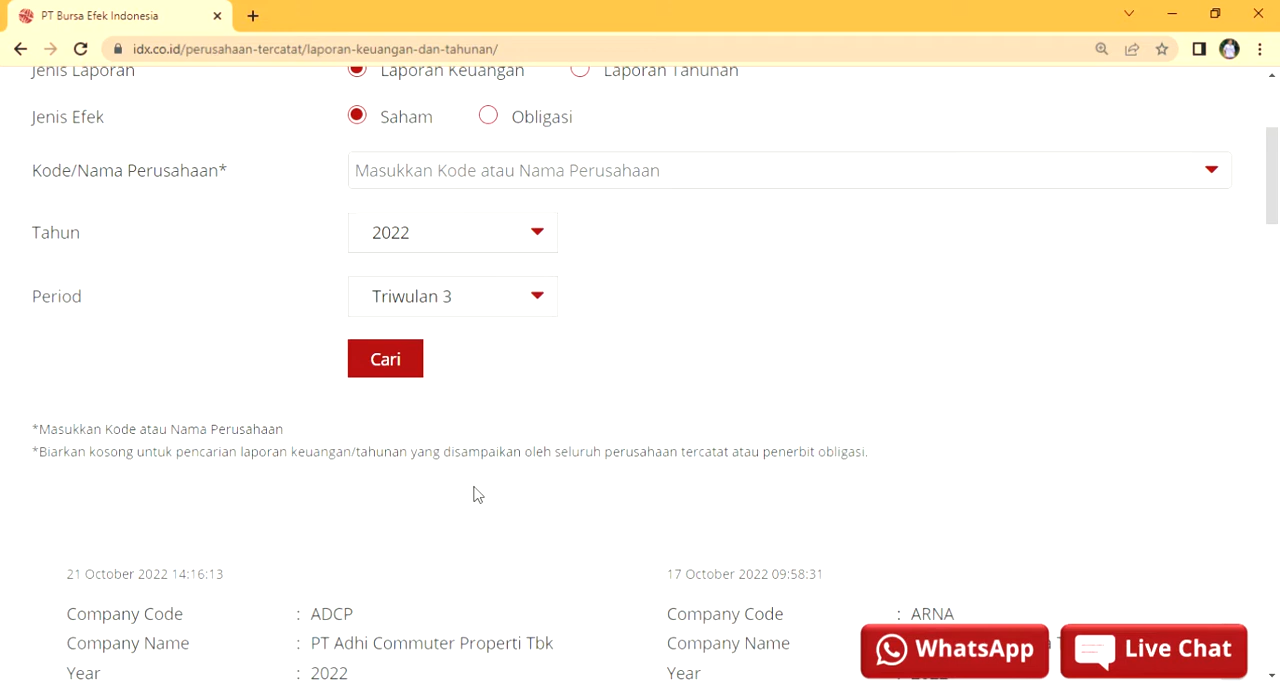 PT Bursa Efek Indonesia
idx.co.id/perusahaan-tercatat/laporan-keuangan-dan-tahunan/
Jenis Laporan Laporan Keuangan Laporan Tahunan
Jenis Efek Saham Obligasi
Kode/Nama Perusahaan* Masukkan Kode atau Nama Perusahaan
Tahun 2022
Period Triwulan 3
Cari
*Masukkan Kode atau Nama Perusahaan
*Biarkan kosong untuk pencarian laporan keuangan/tahunan yang disampaikan oleh seluruh perusahaan tercatat atau penerbit obligasi.
21 October 2022 14:16:13 17 October 2022 09:58:31
Company Code : ADCP Company Code : ARNA
Company Name : PT Adhi Commuter Properti Tbk Company Name
Year : 2022 Year
WhatsApp Live Chat